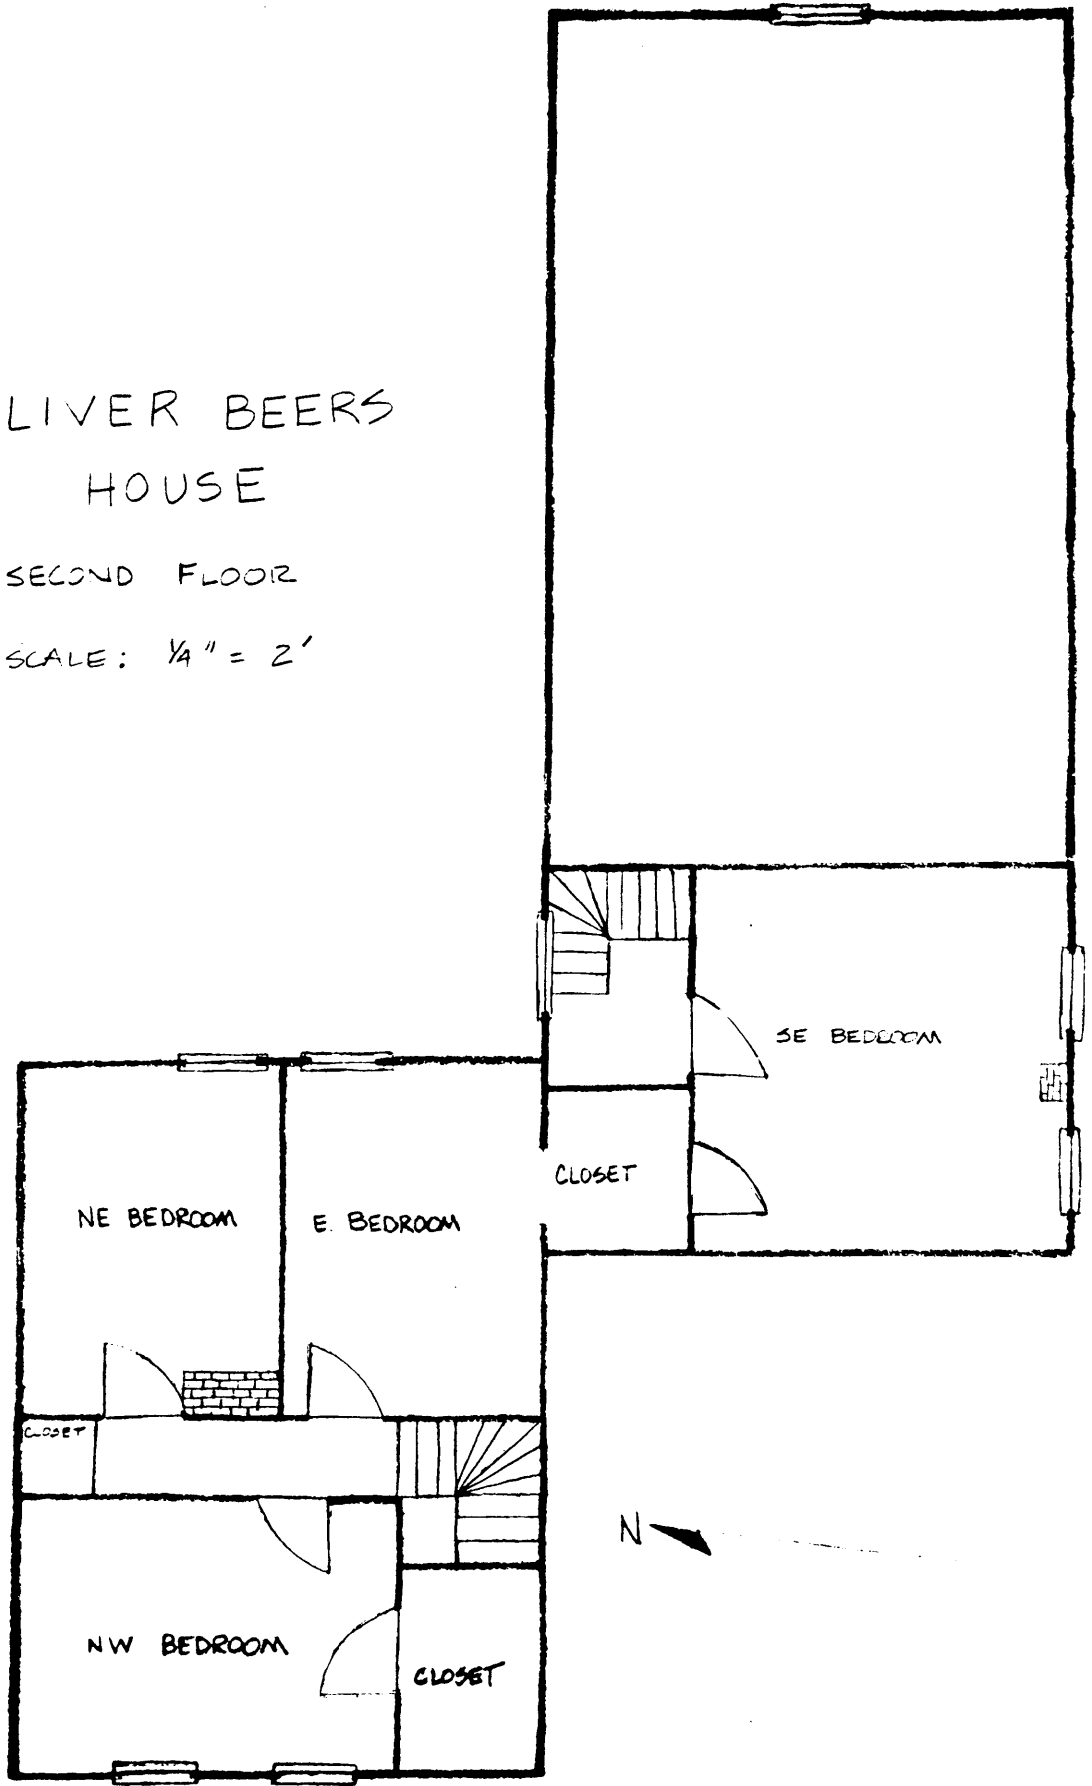 LIVER BEERS
HOUSE
SECOND FLOOR
SCALE: 1/4" = 2'
SE BEDROOM
CLOSET
NE BEDROOM
E. BEDROOM
CLOSET
N
NW BEDROOM
CLOSET